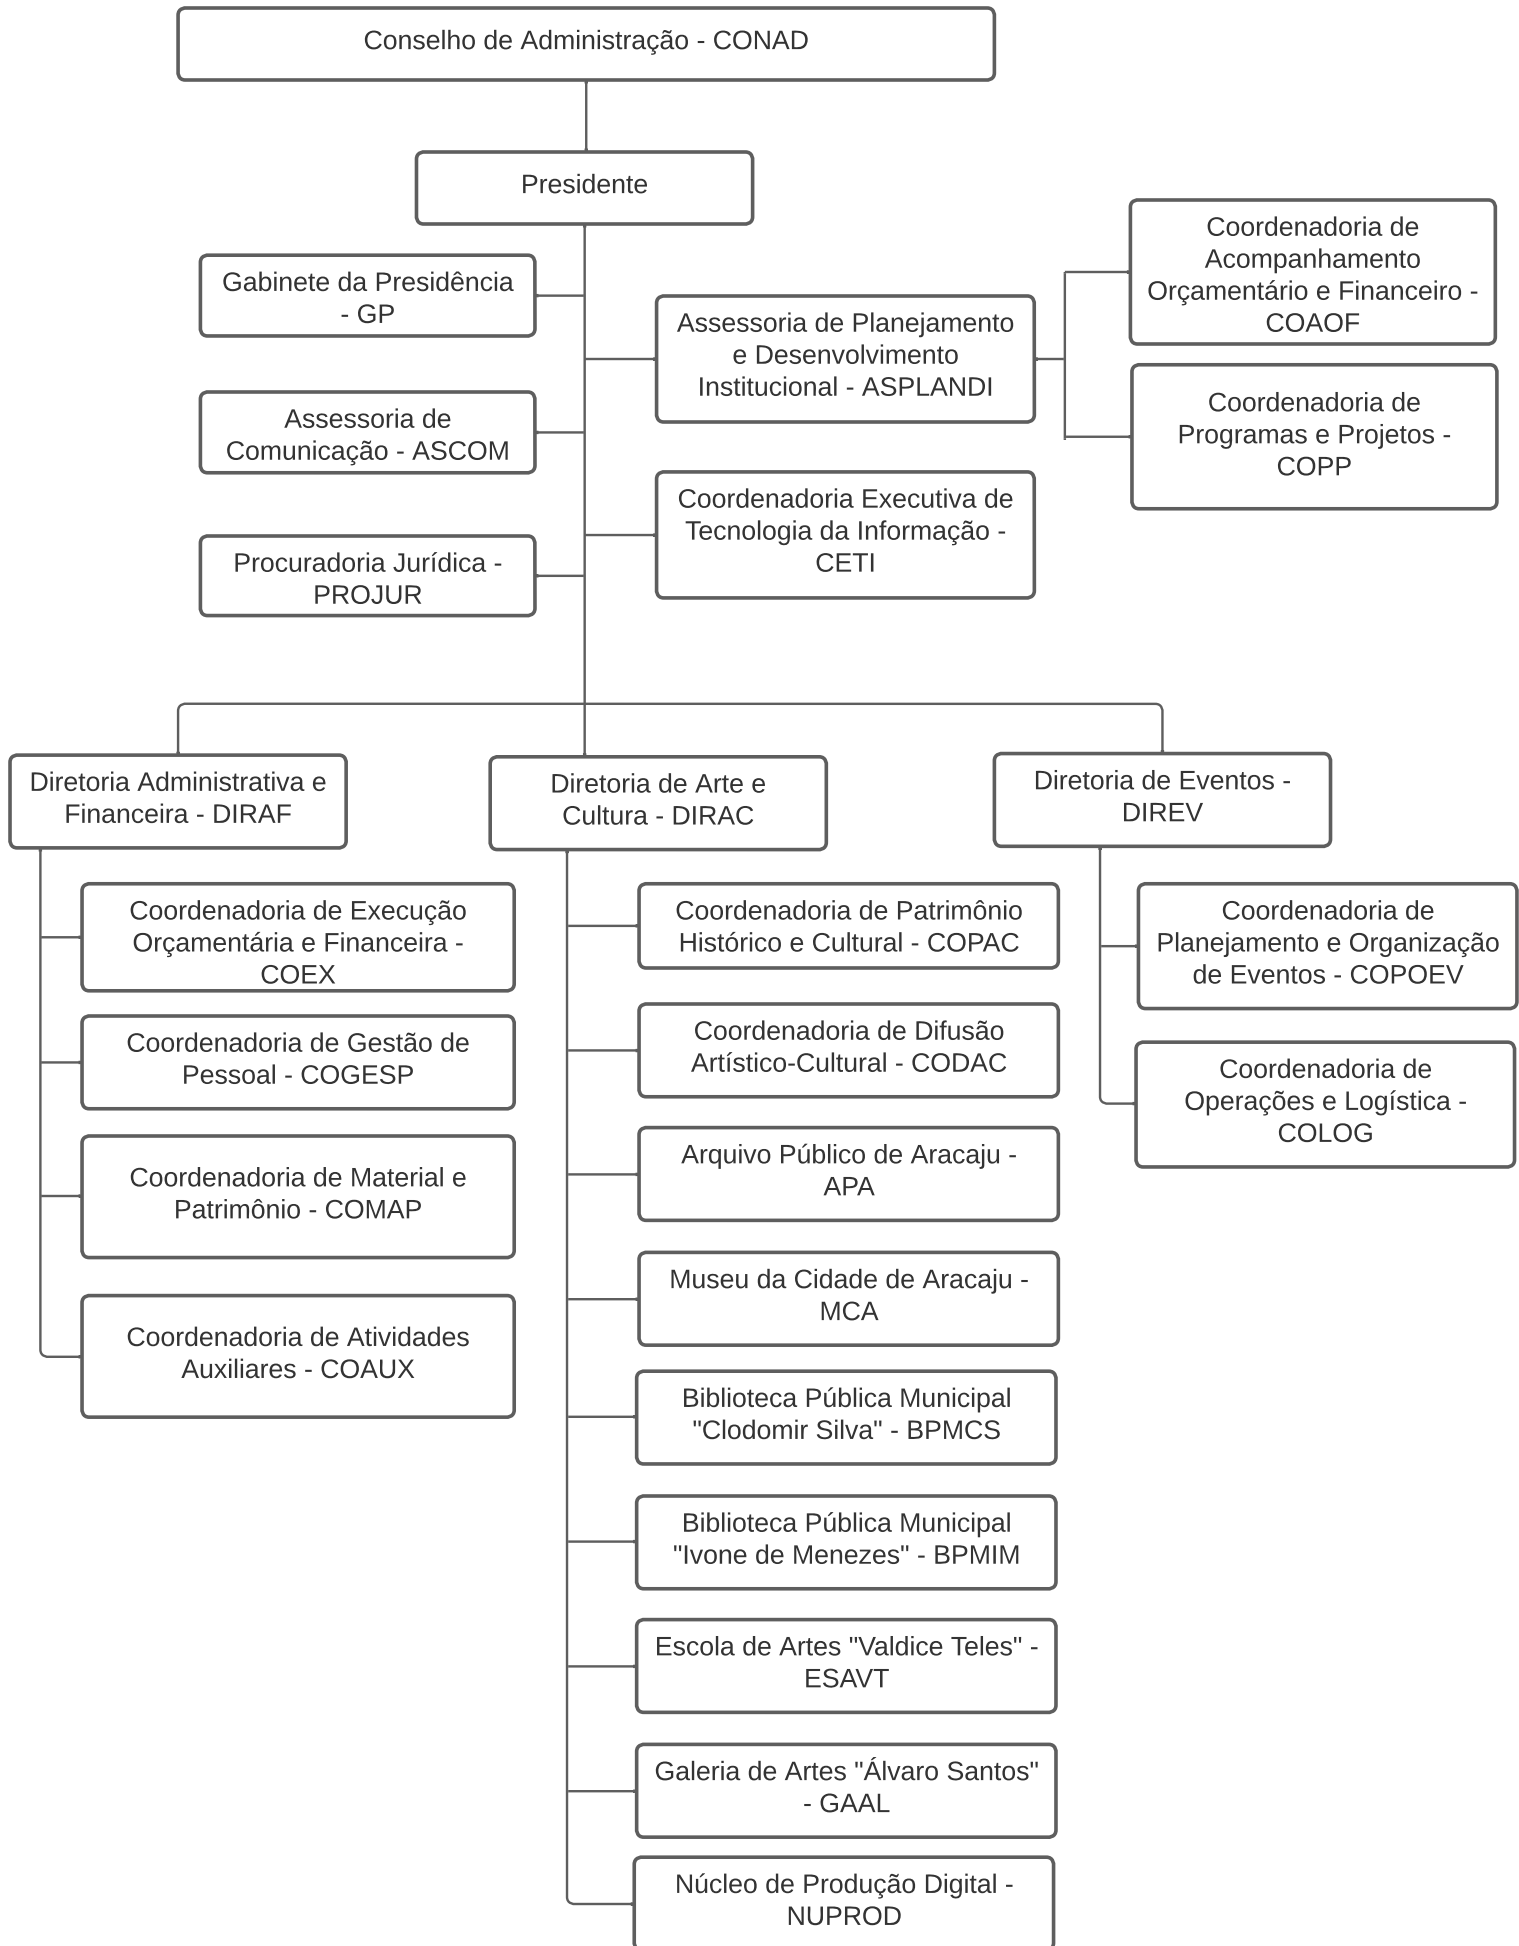 Conselho de Administração - CONAD
Presidente
Gabinete da Presidência
- GP
Assessoria de
Comunicação - ASCOM
Procuradoria Jurídica -
PROJUR
Assessoria de Planejamento
e Desenvolvimento
Institucional - ASPLANDI
Coordenadoria Executiva de
Tecnologia da Informação -
CETI
Coordenadoria de
Acompanhamento
Orçamentário e Financeiro -
COAOF
Coordenadoria de
Programas e Projetos -
COPP
Diretoria Administrativa e
Financeira - DIRAF
Coordenadoria de Execução
Orçamentária e Financeira -
COEX
Coordenadoria de Gestão de
Pessoal - COGESP
Coordenadoria de Material e
Patrimônio - COMAP
Coordenadoria de Atividades
Auxiliares - COAUX
Diretoria de Arte e
Cultura - DIRAC
Coordenadoria de Patrimônio
Histórico e Cultural - COPAC
Coordenadoria de Difusão
Artístico-Cultural - CODAC
Arquivo Público de Aracaju -
APA
Museu da Cidade de Aracaju -
MCA
Biblioteca Pública Municipal
"Clodomir Silva" - BPMCS
Biblioteca Pública Municipal
"Ivone de Menezes" - BPMIM
Escola de Artes "Valdice Teles" -
ESAVT
Galeria de Artes "Álvaro Santos"
- GAAL
Núcleo de Produção Digital -
NUPROD
Diretoria de Eventos -
DIREV
Coordenadoria de
Planejamento e Organização
de Eventos - COPOEV
Coordenadoria de
Operações e Logística -
COLOG